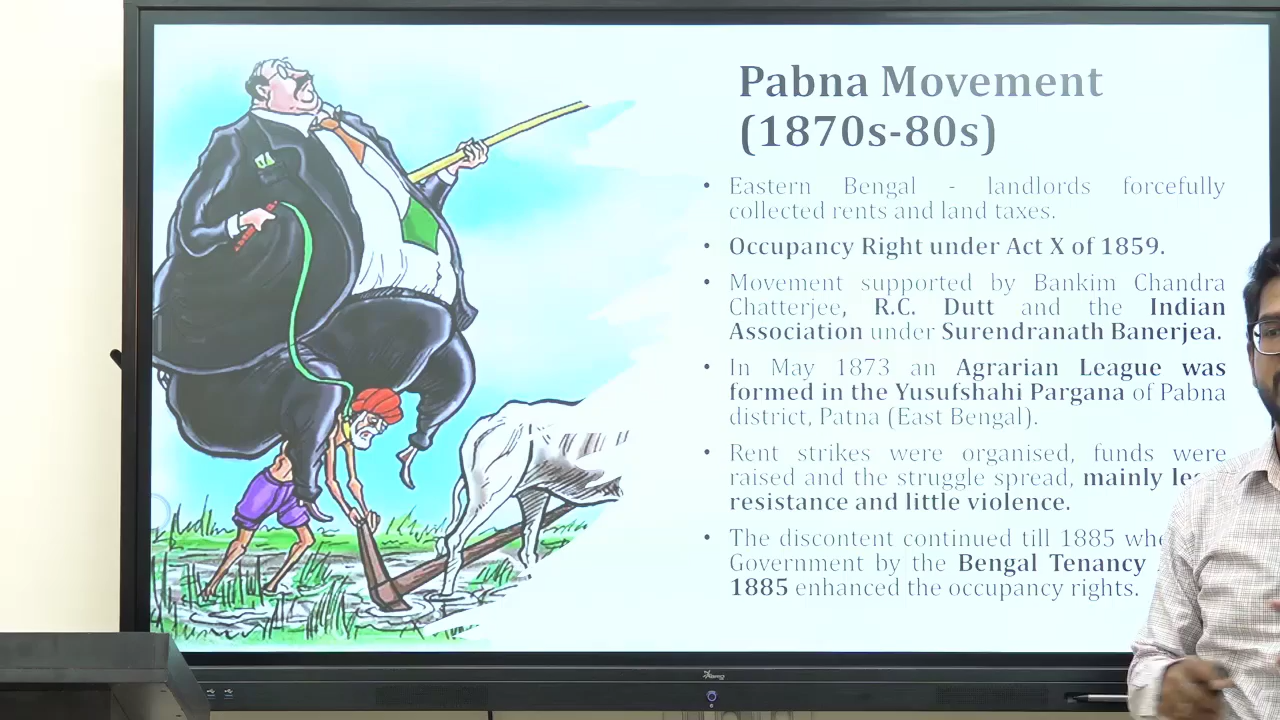 Pabna Movement
(1870s-80s)
• Eastern Bengal - landlords forcefully
collected rents and land taxes.
• Occupancy Right under Act X of 1859.
• Movement supported by Bankim Chandra
Chatterjee, R.C. Dutt and the Indian
Association under Surendranath Banerjea.
• In May 1873 an Agrarian League was
formed in the Yusufshahi Pargana of Pabna
district, Patna (East Bengal).
• Rent strikes were organised, funds were
raised and the struggle spread, mainly
resistance and little violence.
• The discontent continued till 1885
Government by the Bengal Tenancy
1885 enhanced the occupancy rights.